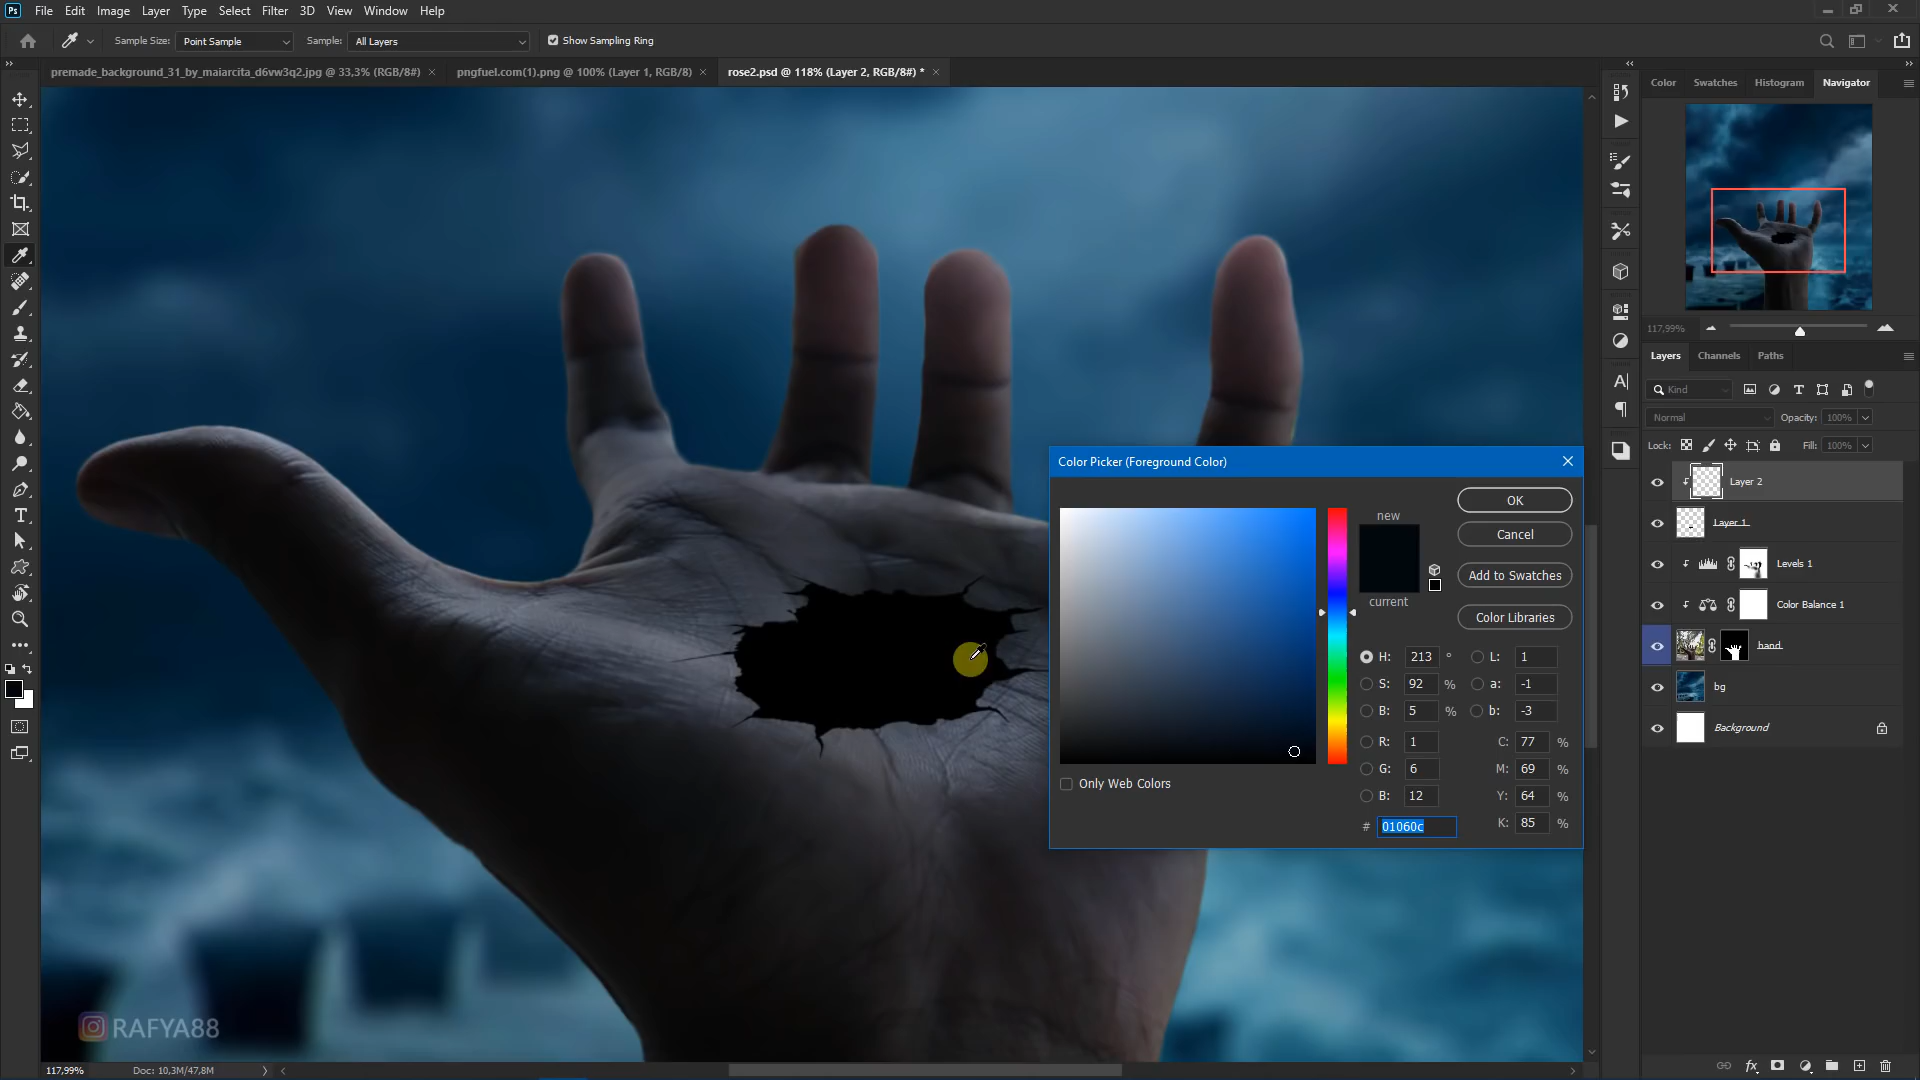 Ps File Edit Image Layer Type Select Filter 3D View Window Help
Sample Size: Point Sample Sample: All Layers Show Sampling Ring
premade_background_31_by_maiarcita_d6vw3q2.jpg @ 33,3% (RGB/8#) pngfuel.com(1).png @ 100% (Layer 1, RGB/8) rose2.psd @ 118% (Layer 2, RGB/8#) *
Color Swatches Histogram Navigator
117,99%
Layers Channels Paths
Kind
Normal Opacity: 100%
Lock: Fill: 100%
Layer 2
Layer 1
Levels 1
Color Balance 1
hand
bg
Background
Color Picker (Foreground Color)
new
current
OK
Cancel
Add to Swatches
Color Libraries
H: 213 ° L: 1
S: 92 % a: -1
B: 5 % b: -3
R: 1 C: 77 %
G: 6 M: 69 %
B: 12 Y: 64 %
# 01060c K: 85 %
Only Web Colors
RAFYA88
117,99% Doc: 10,3M/47,8M